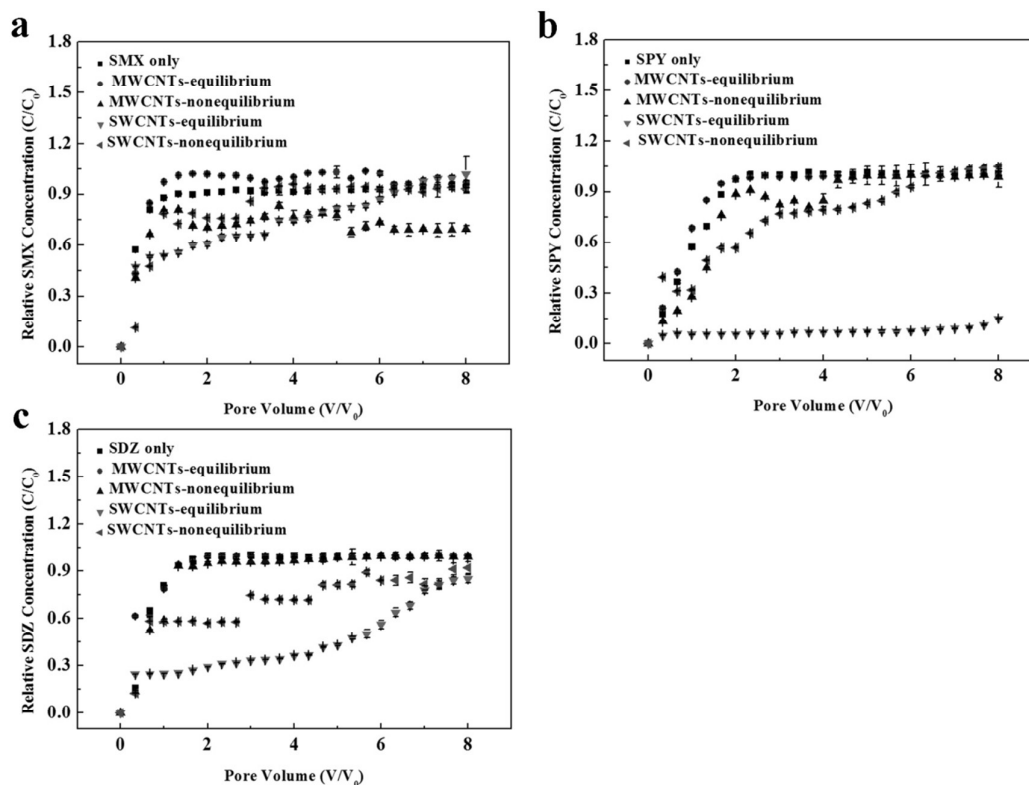 a
1.8
1.5
1.2
0.9
0.6
0.3
0.0
Relative SMX Concentration (C/C₀)
SMX only
MWCNTs-equilibrium
MWCNTs-nonequilibrium
SWCNTs-equilibrium
SWCNTs-nonequilibrium
0 2 4 6 8
Pore Volume (V/V₀)
b
1.8
1.5
1.2
0.9
0.6
0.3
0.0
Relative SPY Concentration (C/C₀)
SPY only
MWCNTs-equilibrium
MWCNTs-nonequilibrium
SWCNTs-equilibrium
SWCNTs-nonequilibrium
0 2 4 6 8
Pore Volume (V/V₀)
c
1.8
1.5
1.2
0.9
0.6
0.3
0.0
Relative SDZ Concentration (C/C₀)
SDZ only
MWCNTs-equilibrium
MWCNTs-nonequilibrium
SWCNTs-equilibrium
SWCNTs-nonequilibrium
0 2 4 6 8
Pore Volume (V/V₀)